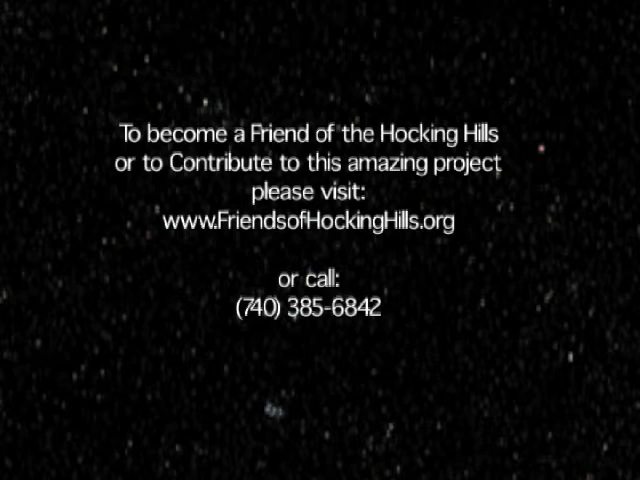 To become a Friend of the Hocking Hills
or to Contribute to this amazing project
please visit:
www.FriendsofHockingHills.org
or call:
(740) 385-6842